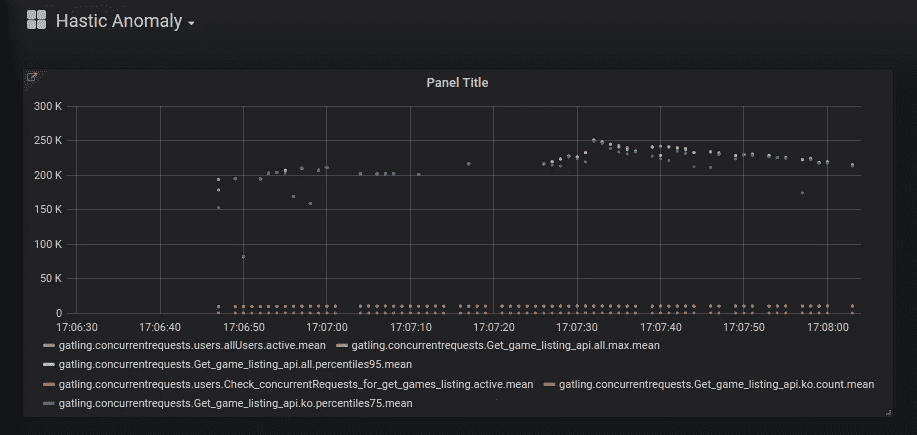 Hastic Anomaly
Panel Title
300 K
250 K
200 K
150 K
100 K
50 K
0
17:06:30 17:06:40 17:06:50 17:07:00 17:07:10 17:07:20 17:07:30 17:07:40 17:07:50 17:08:00
gatling.concurrentrequests.users.allUsers.active.mean gatling.concurrentrequests.Get_game_listing_api.all.max.mean
gatling.concurrentrequests.Get_game_listing_api.all.percentiles95.mean
gatling.concurrentrequests.users.Check_concurrentRequests_for_get_games_listing.active.mean gatling.concurrentrequests.Get_game_listing_api.ko.count.mean
gatling.concurrentrequests.Get_game_listing_api.ko.percentiles75.mean